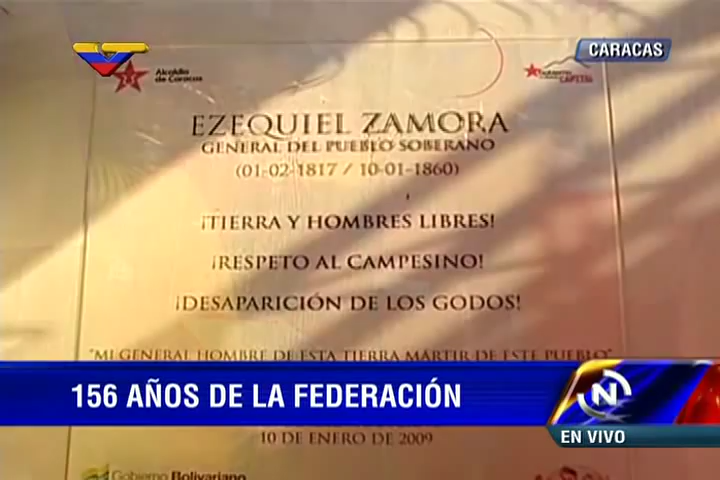 CARACAS
Alcaldía
de Caracas
CAPITAL
EZEQUIEL ZAMORA
GENERAL DEL PUEBLO SOBERANO
(01-02-1817 / 10-01-1860)
¡TIERRA Y HOMBRES LIBRES!
¡RESPETO AL CAMPESINO!
¡DESAPARICIÓN DE LOS GODOS!
"MI GENERAL HOMBRE DE ESTA TIERRA MÁRTIR DE ESTE PUEBLO"
156 AÑOS DE LA FEDERACIÓN
N
EN VIVO
10 DE ENERO DE 2009
Gobierno Bolivariano